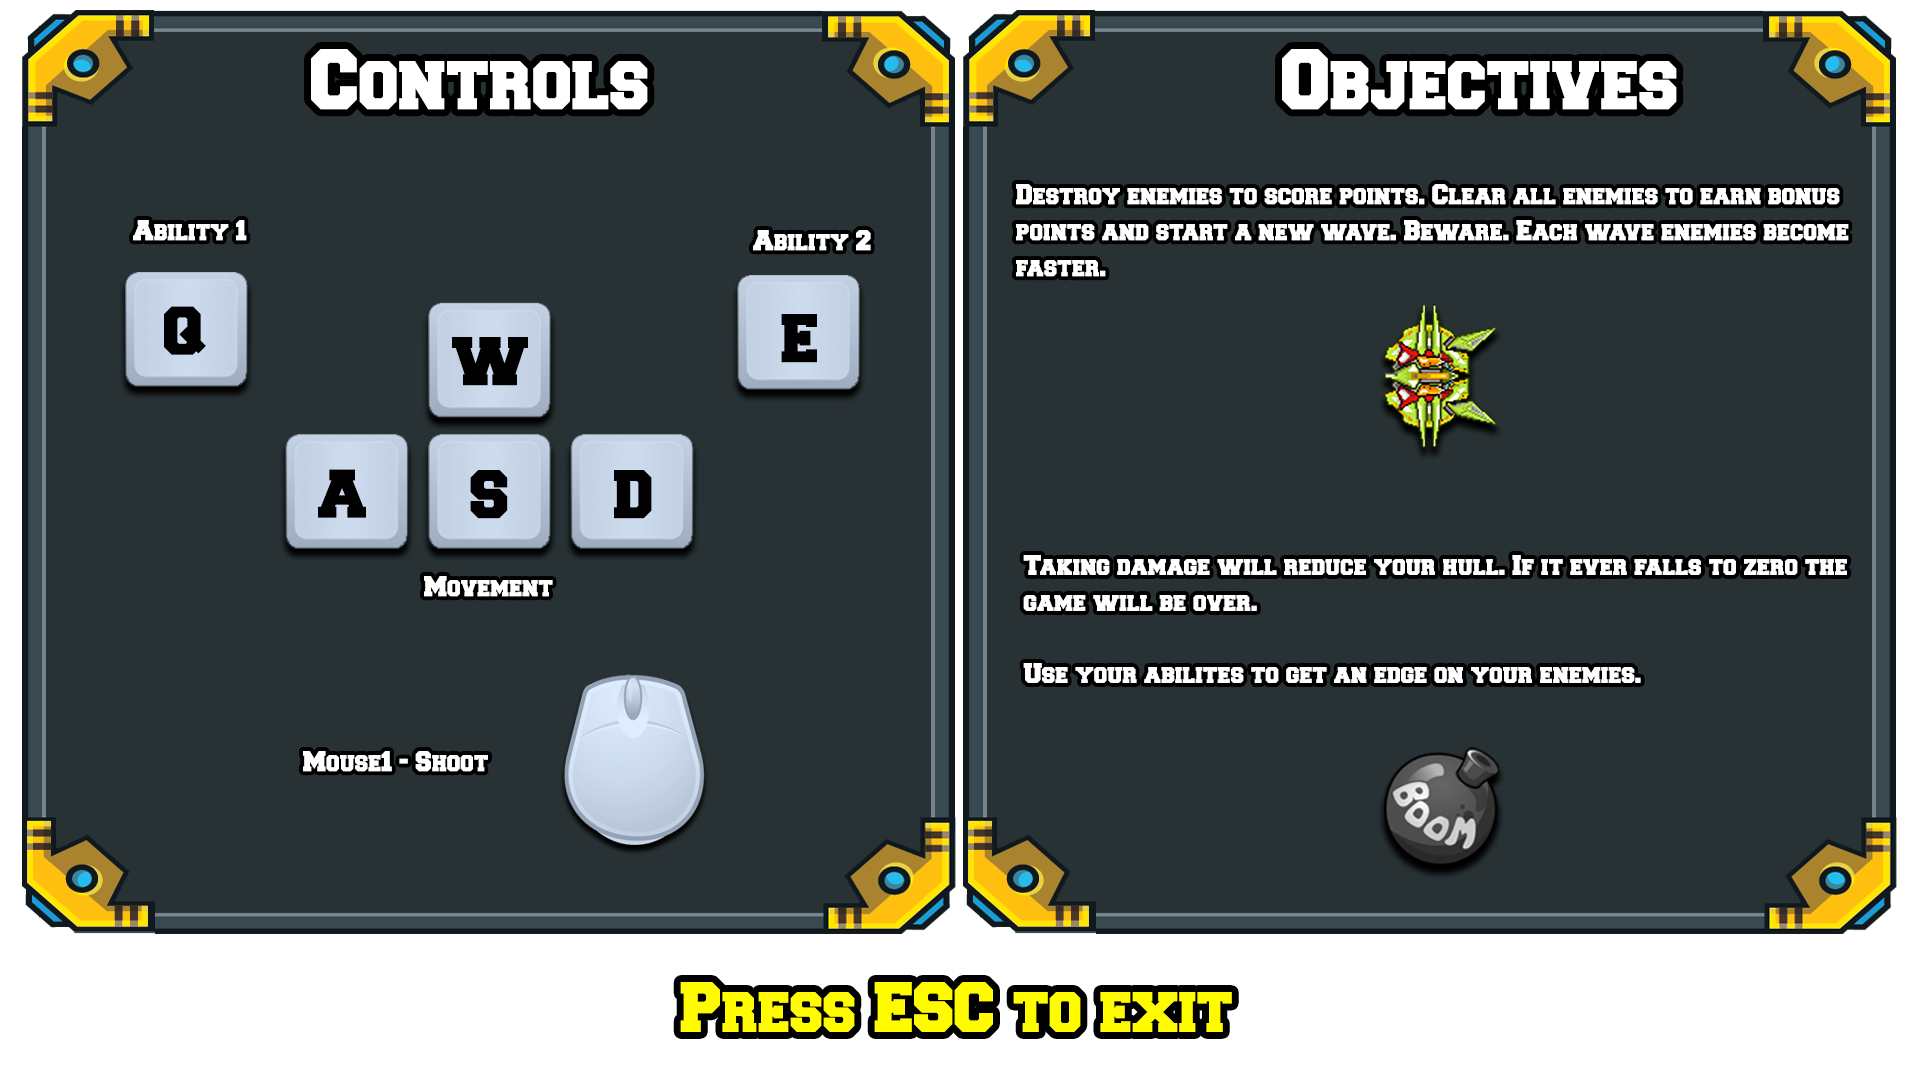 Controls
Ability 1
Ability 2
Q
W
E
A S D
Movement
Mouse1 - Shoot
Objectives
Destroy enemies to score points. Clear all enemies to earn bonus
points and start a new wave. Beware. Each wave enemies become
faster.
Taking damage will reduce your hull. If it ever falls to zero the
game will be over.
Use your abilites to get an edge on your enemies.
BOOM
Press ESC to exit